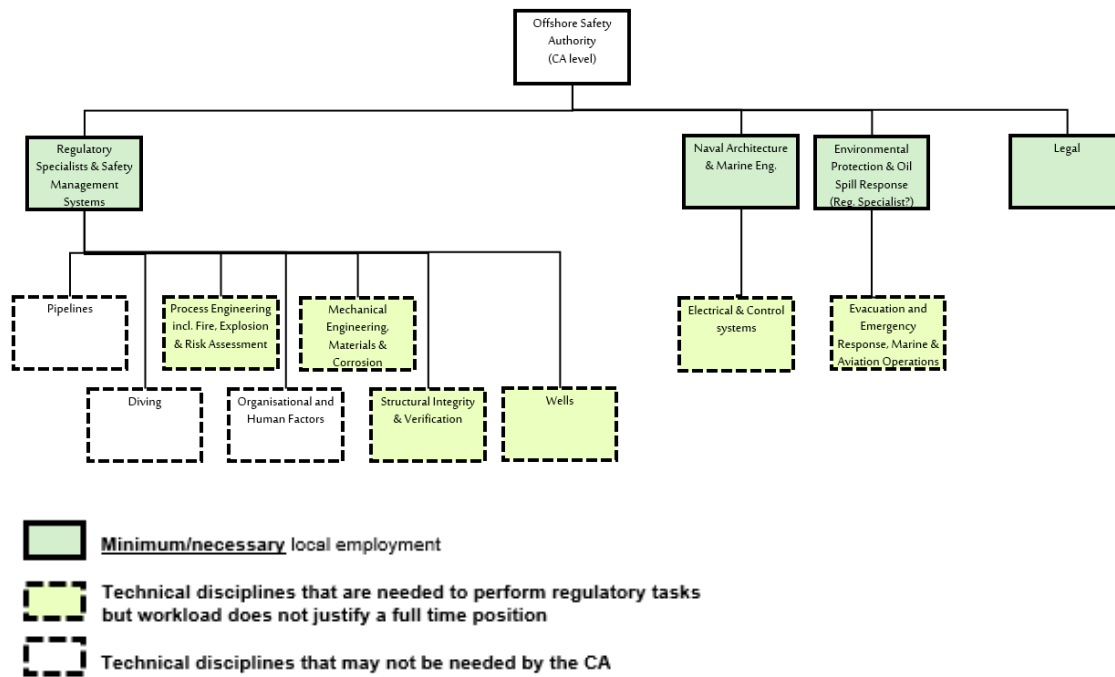 Offshore Safety
Authority
(CA level)
Regulatory
Specialists & Safety
Management
Systems
Naval Architecture
& Marine Eng.
Environmental
Protection & Oil
Spill Response
(Reg. Specialist?)
Legal
Pipelines
Process Engineering
incl. Fire, Explosion
& Risk Assessment
Mechanical
Engineering,
Materials &
Corrosion
Electrical & Control
systems
Evacuation and
Emergency
Response, Marine &
Aviation Operations
Diving
Organisational and
Human Factors
Structural Integrity
& Verification
Wells
Minimum/necessary local employment
Technical disciplines that are needed to perform regulatory tasks
but workload does not justify a full time position
Technical disciplines that may not be needed by the CA